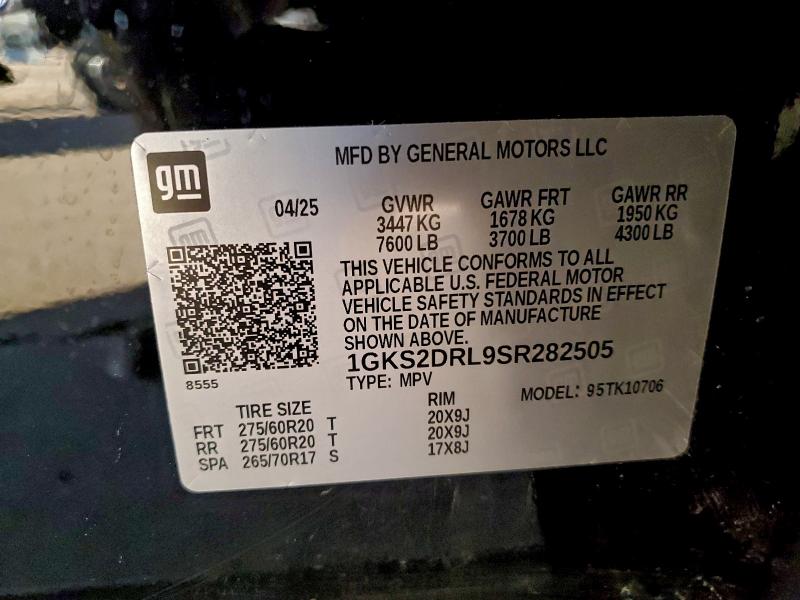 gm
MFD BY GENERAL MOTORS LLC
04/25
GVWR
3447 KG
7600 LB
GAWR FRT
1678 KG
3700 LB
GAWR RR
1950 KG
4300 LB
THIS VEHICLE CONFORMS TO ALL
APPLICABLE U.S. FEDERAL MOTOR
VEHICLE SAFETY STANDARDS IN EFFECT
ON THE DATE OF MANUFACTURE
SHOWN ABOVE.
1GKS2DRL9SR282505
8555
TYPE: MPV
MODEL: 95TK10706
TIRE SIZE RIM
FRT 275/60R20 T 20X9J
RR 275/60R20 T 20X9J
SPA 265/70R17 S 17X8J